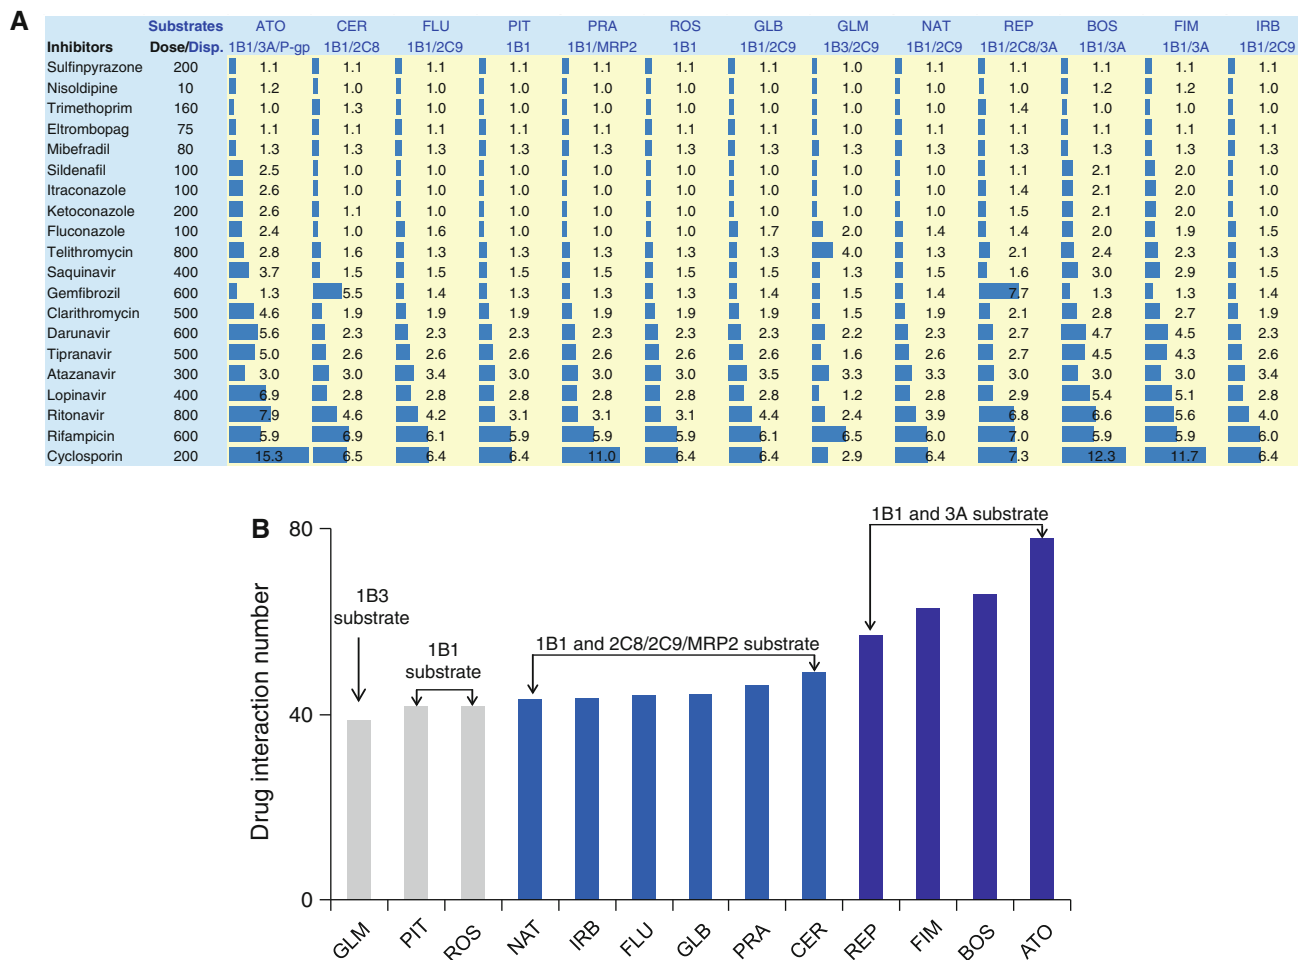 A
Substrates ATO CER FLU PIT PRA ROS GLB GLM NAT REP BOS FIM IRB
Inhibitors Dose/Disp. 1B1/3A/P-gp 1B1/2C8 1B1/2C9 1B1 1B1/MRP2 1B1 1B1/2C9 1B3/2C9 1B1/2C9 1B1/2C8/3A 1B1/3A 1B1/3A 1B1/2C9
Sulfinpyrazone 200 1.1 1.1 1.1 1.1 1.1 1.1 1.1 1.0 1.1 1.1 1.1 1.1 1.1
Nisoldipine 10 1.2 1.0 1.0 1.0 1.0 1.0 1.0 1.0 1.0 1.0 1.2 1.2 1.0
Trimethoprim 160 1.0 1.3 1.0 1.0 1.0 1.0 1.0 1.0 1.0 1.4 1.0 1.0 1.0
Eltrombopag 75 1.1 1.1 1.1 1.1 1.1 1.1 1.1 1.0 1.1 1.1 1.1 1.1 1.1
Mibefradil 80 1.3 1.3 1.3 1.3 1.3 1.3 1.3 1.3 1.3 1.3 1.3 1.3 1.3
Sildenafil 100 2.5 1.0 1.0 1.0 1.0 1.0 1.0 1.0 1.0 1.1 2.1 2.0 1.0
Itraconazole 100 2.6 1.0 1.0 1.0 1.0 1.0 1.0 1.0 1.0 1.4 2.1 2.0 1.0
Ketoconazole 200 2.6 1.1 1.0 1.0 1.0 1.0 1.0 1.0 1.0 1.5 2.1 2.0 1.0
Fluconazole 100 2.4 1.0 1.6 1.0 1.0 1.0 1.7 2.0 1.4 1.4 2.0 1.9 1.5
Telithromycin 800 2.8 1.6 1.3 1.3 1.3 1.3 1.3 4.0 1.3 2.1 2.4 2.3 1.3
Saquinavir 400 3.7 1.5 1.5 1.5 1.5 1.5 1.5 1.3 1.5 1.6 3.0 2.9 1.5
Gemfibrozil 600 1.3 5.5 1.4 1.3 1.3 1.3 1.4 1.5 1.4 7.7 1.3 1.3 1.4
Clarithromycin 500 4.6 1.9 1.9 1.9 1.9 1.9 1.9 1.5 1.9 2.1 2.8 2.7 1.9
Darunavir 600 5.6 2.3 2.3 2.3 2.3 2.3 2.3 2.2 2.3 2.7 4.7 4.5 2.3
Tipranavir 500 5.0 2.6 2.6 2.6 2.6 2.6 2.6 1.6 2.6 2.7 4.5 4.3 2.6
Atazanavir 300 3.0 3.0 3.4 3.0 3.0 3.0 3.5 3.3 3.3 3.0 3.0 3.0 3.4
Lopinavir 400 6.9 2.8 2.8 2.8 2.8 2.8 2.8 1.2 2.8 2.9 5.4 5.1 2.8
Ritonavir 800 7.9 4.6 4.2 3.1 3.1 3.1 4.4 2.4 3.9 6.8 6.6 5.6 4.0
Rifampicin 600 5.9 6.9 6.1 5.9 5.9 5.9 6.1 6.5 6.0 7.0 5.9 5.9 6.0
Cyclosporin 200 15.3 6.5 6.4 6.4 11.0 6.4 6.4 2.9 6.4 7.3 12.3 11.7 6.4
B
Drug interaction number
80
40
0
1B3
substrate
1B1
substrate
1B1 and 2C8/2C9/MRP2 substrate
1B1 and 3A substrate
GLM PIT ROS NAT IRB FLU GLB PRA CER REP FIM BOS ATO